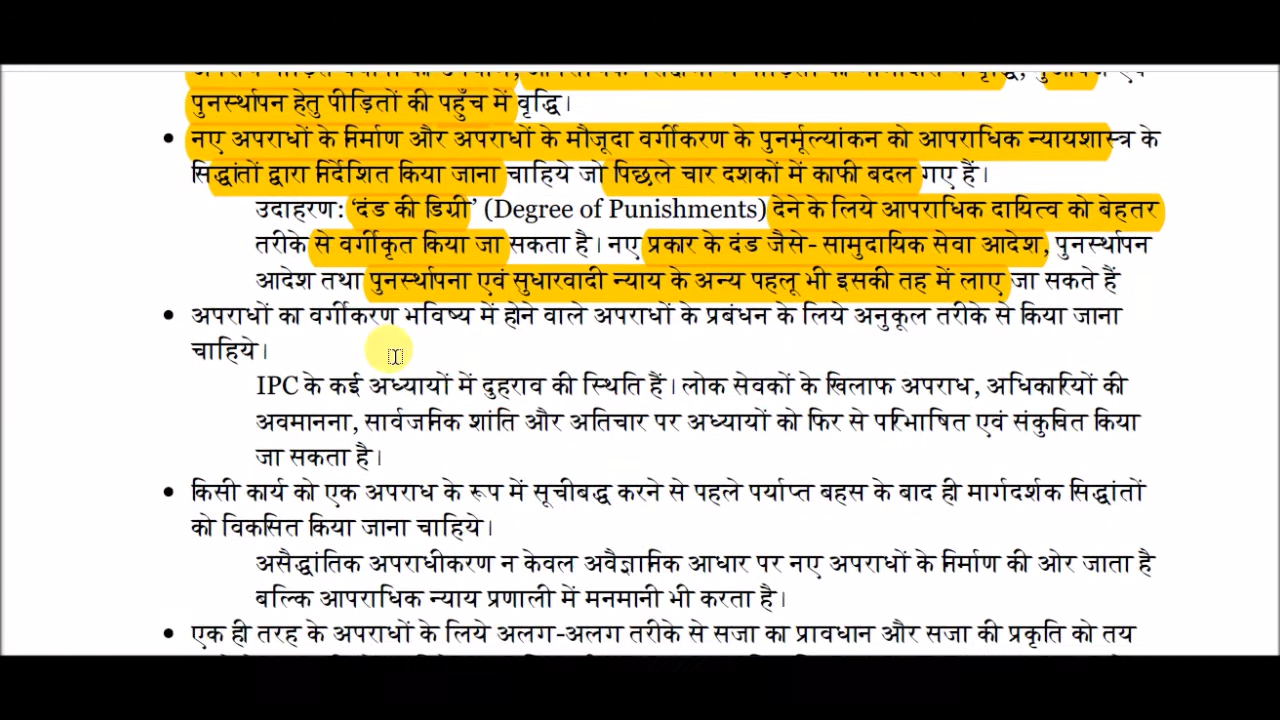 पुनर्स्थापन हेतु पीड़ितों की पहुँच में वृद्धि।
• नए अपराधों के निर्माण और अपराधों के मौजूदा वर्गीकरण के पुनर्मूल्यांकन को आपराधिक न्यायशास्त्र के
सिद्धांतों द्वारा निर्देशित किया जाना चाहिये जो पिछले चार दशकों में काफी बदल गए हैं।
उदाहरण: ‘दंड की डिग्री’ (Degree of Punishments) देने के लिये आपराधिक दायित्व को बेहतर
तरीके से वर्गीकृत किया जा सकता है। नए प्रकार के दंड जैसे- सामुदायिक सेवा आदेश, पुनर्स्थापन
आदेश तथा पुनर्स्थापना एवं सुधारवादी न्याय के अन्य पहलू भी इसकी तह में लाए जा सकते हैं
• अपराधों का वर्गीकरण भविष्य में होने वाले अपराधों के प्रबंधन के लिये अनुकूल तरीके से किया जाना
चाहिये।
IPC के कई अध्यायों में दुहराव की स्थिति हैं। लोक सेवकों के खिलाफ अपराध, अधिकारियों की
अवमानना, सार्वजनिक शांति और अतिचार पर अध्यायों को फिर से परिभाषित एवं संकुचित किया
जा सकता है।
• किसी कार्य को एक अपराध के रूप में सूचीबद्ध करने से पहले पर्याप्त बहस के बाद ही मार्गदर्शक सिद्धांतों
को विकसित किया जाना चाहिये।
असैद्धांतिक अपराधीकरण न केवल अवैज्ञानिक आधार पर नए अपराधों के निर्माण की ओर जाता है
बल्कि आपराधिक न्याय प्रणाली में मनमानी भी करता है।
• एक ही तरह के अपराधों के लिये अलग-अलग तरीके से सजा का प्रावधान और सजा की प्रकृति को तय